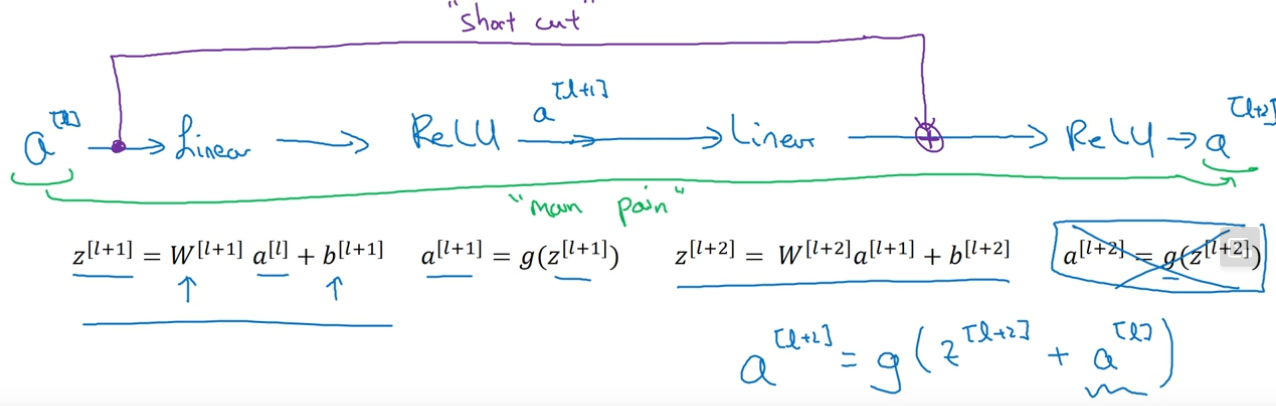 "short cut"
a^[l] → Linear → ReLU a^[l+1] → Linear → ReLU → a^[l+2]
"main pain"
z^[l+1] = W^[l+1] a^[l] + b^[l+1] a^[l+1] = g(z^[l+1]) z^[l+2] = W^[l+2]a^[l+1] + b^[l+2] a^[l+2] = g(z^[l+2])
a^[l+2] = g(z^[l+2] + a^[l])